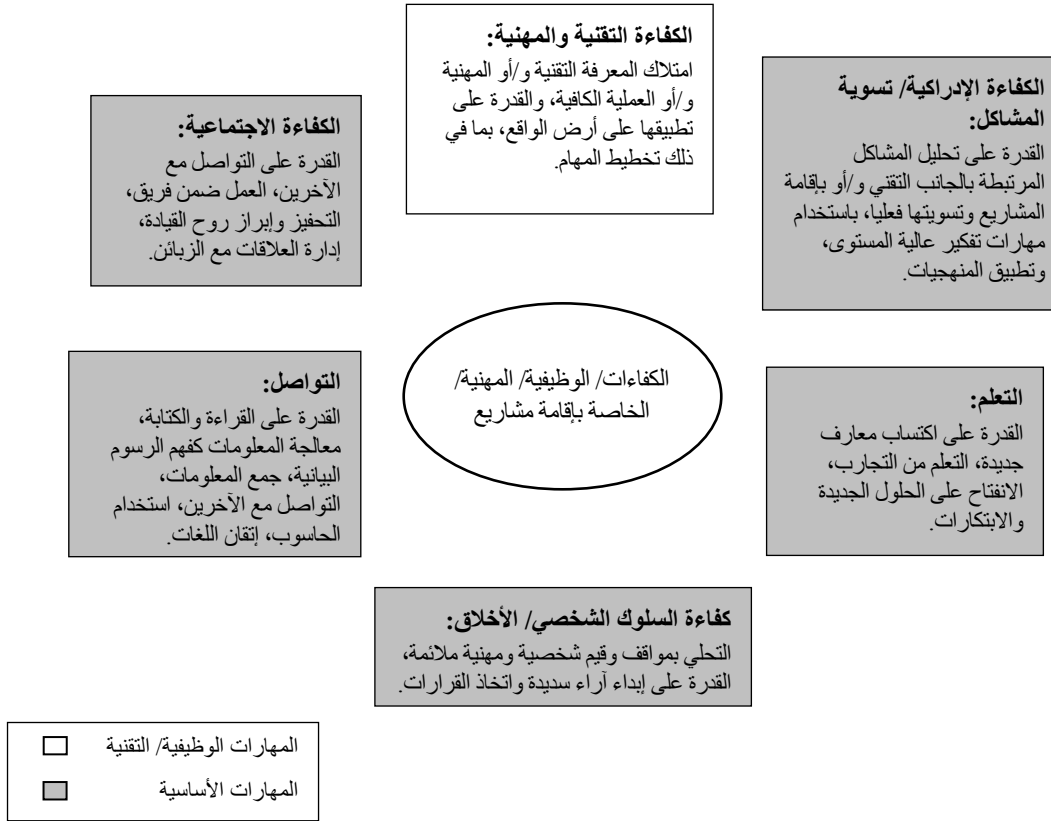 الكفاءة التقنية والمهنية:
امتلاك المعرفة التقنية و/أو المهنية
و/أو العملية الكافية، والقدرة على
تطبيقها على أرض الواقع، بما في
ذلك تخطيط المهام.
الكفاءة الإدراكية/ تسوية
المشاكل:
القدرة على تحليل المشاكل
المرتبطة بالجانب التقني و/أو بإقامة
المشاريع وتسويتها فعليا، باستخدام
مهارات تفكير عالية المستوى،
وتطبيق المنهجيات.
الكفاءة الاجتماعية:
القدرة على التواصل مع
الآخرين، العمل ضمن فريق،
التحفيز وإبراز روح القيادة،
إدارة العلاقات مع الزبائن.
الكفاءات/ الوظيفية/ المهنية/
الخاصة بإقامة مشاريع
التعلم:
القدرة على اكتساب معارف
جديدة، التعلم من التجارب،
الانفتاح على الحلول الجديدة
والابتكارات.
التواصل:
القدرة على القراءة والكتابة،
معالجة المعلومات كفهم الرسوم
البيانية، جمع المعلومات،
التواصل مع الآخرين، استخدام
الحاسوب، إتقان اللغات.
كفاءة السلوك الشخصي/ الأخلاق:
التحلي بمواقف وقيم شخصية ومهنية ملائمة،
القدرة على إبداء آراء سديدة واتخاذ القرارات.
المهارات الوظيفية/ التقنية
المهارات الأساسية